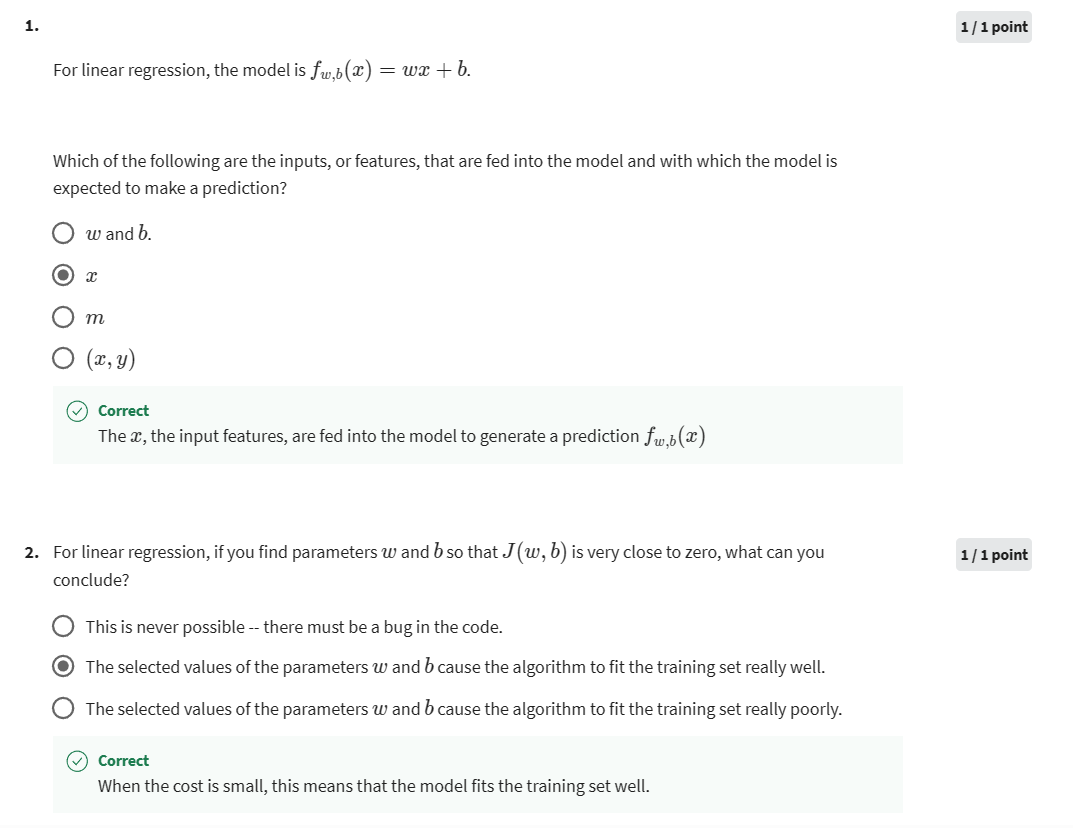 1.
1 / 1 point
For linear regression, the model is f_{w,b}(x) = wx + b.
Which of the following are the inputs, or features, that are fed into the model and with which the model is
expected to make a prediction?
w and b.
x
m
(x, y)
Correct
The x, the input features, are fed into the model to generate a prediction f_{w,b}(x)
2. For linear regression, if you find parameters w and b so that J(w, b) is very close to zero, what can you
1 / 1 point
conclude?
This is never possible -- there must be a bug in the code.
The selected values of the parameters w and b cause the algorithm to fit the training set really well.
The selected values of the parameters w and b cause the algorithm to fit the training set really poorly.
Correct
When the cost is small, this means that the model fits the training set well.